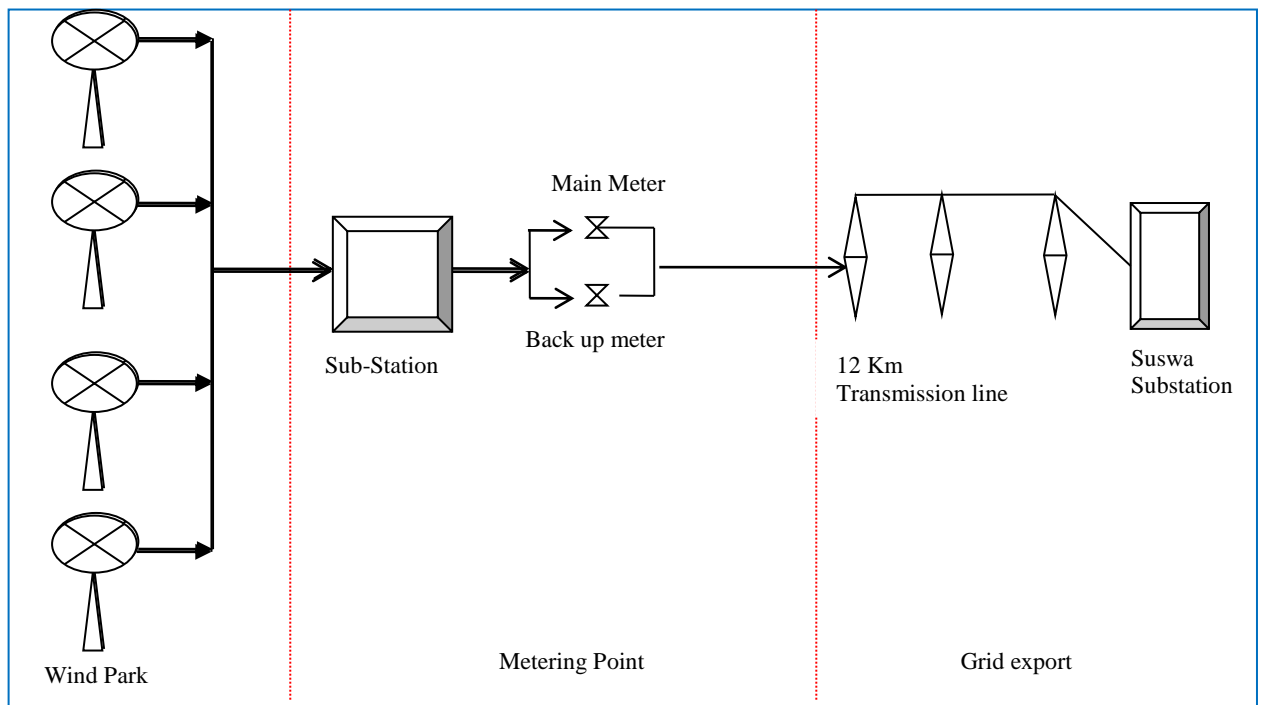 Main Meter
Back up meter
Sub-Station
12 Km
Transmission line
Suswa
Substation
Wind Park
Metering Point
Grid export